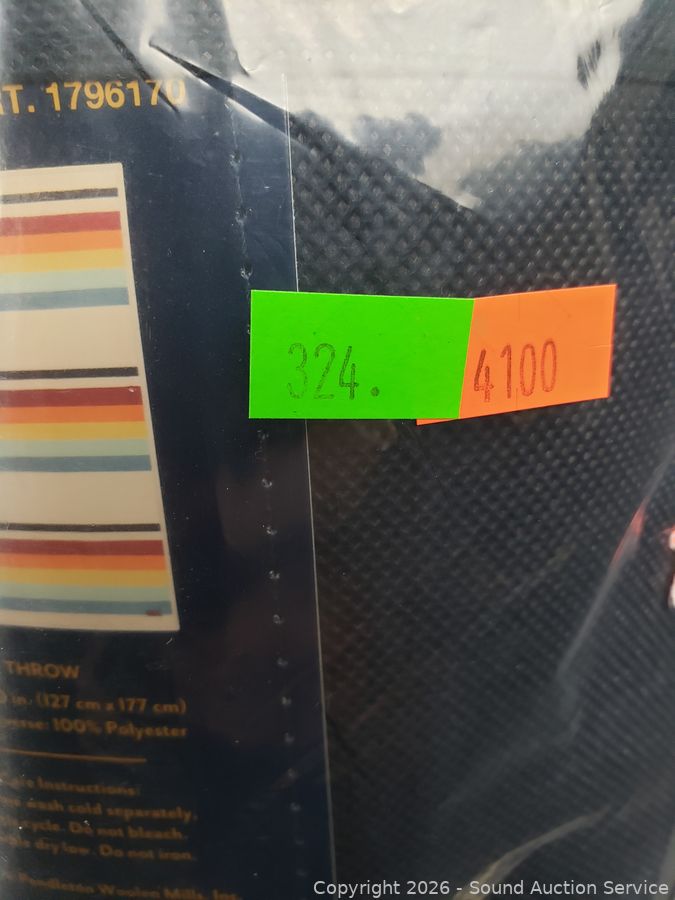 RT. 1796170
324.
4100
THROW
in. (127 cm x 177 cm)
100% Polyester
Instructions:
wash cold separately,
cycle. Do not bleach.
dry low. Do not iron.
Pendleton Woolen Mills, Inc.
Copyright 2026 - Sound Auction Service